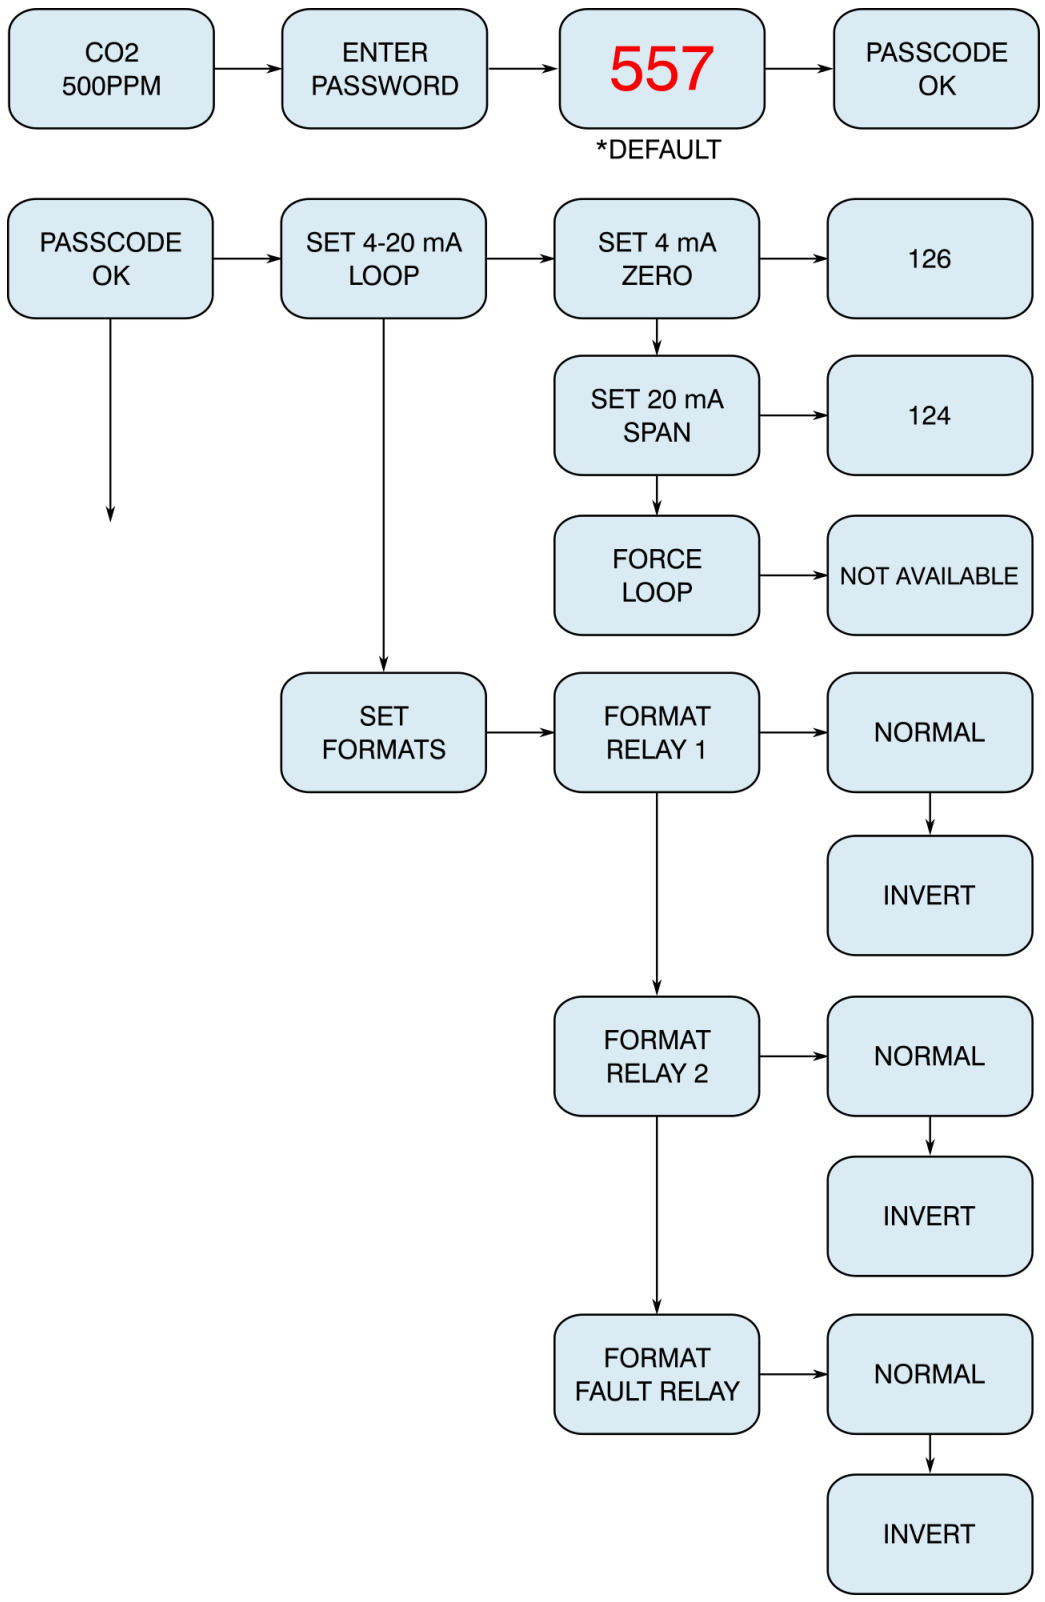 CO2
500PPM
ENTER
PASSWORD
557
PASSCODE
OK
*DEFAULT
PASSCODE
OK
SET 4-20 mA
LOOP
SET 4 mA
ZERO
126
SET 20 mA
SPAN
124
FORCE
LOOP
NOT AVAILABLE
SET
FORMATS
FORMAT
RELAY 1
NORMAL
INVERT
FORMAT
RELAY 2
NORMAL
INVERT
FORMAT
FAULT RELAY
NORMAL
INVERT